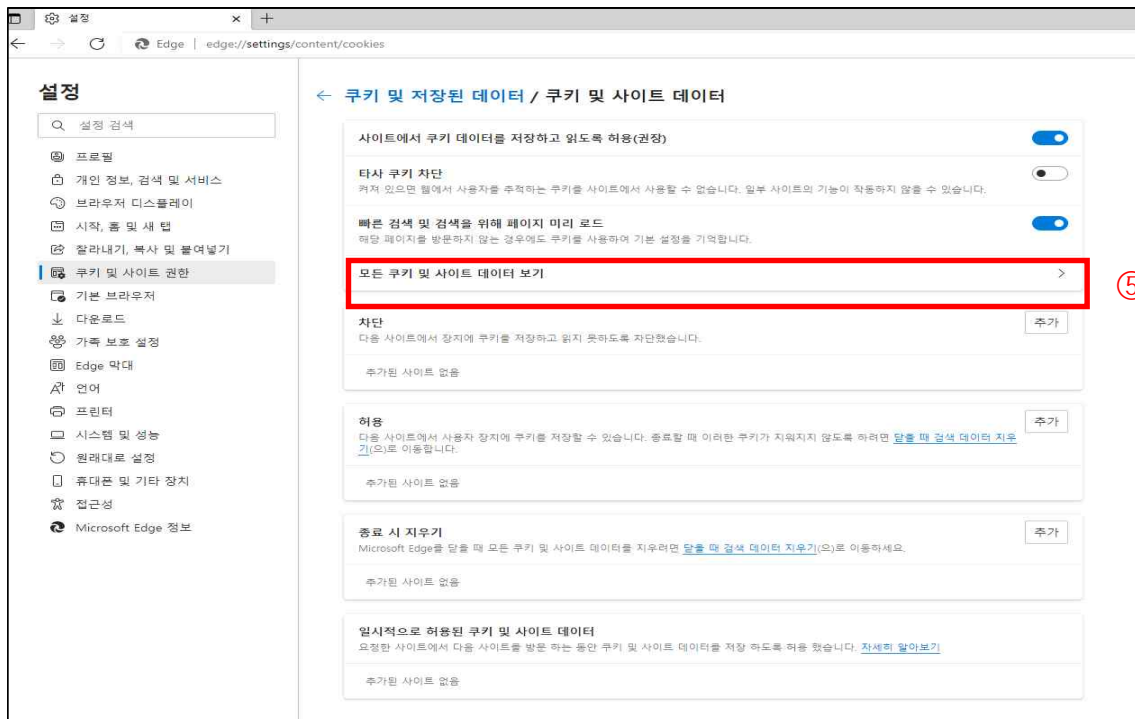 설정
Edge | edge://settings/content/cookies
설정
설정 검색
프로필
개인 정보, 검색 및 서비스
브라우저 디스플레이
시작, 홈 및 새 탭
잘라내기, 복사 및 붙여넣기
쿠키 및 사이트 권한
기본 브라우저
다운로드
가족 보호 설정
Edge 막대
언어
프린터
시스템 및 성능
원래대로 설정
휴대폰 및 기타 장치
접근성
Microsoft Edge 정보
쿠키 및 저장된 데이터 / 쿠키 및 사이트 데이터
사이트에서 쿠키 데이터를 저장하고 읽도록 허용(권장)
타사 쿠키 차단
켜져 있으면 웹에서 사용자를 추적하는 쿠키를 사이트에서 사용할 수 없습니다. 일부 사이트의 기능이 작동하지 않을 수 있습니다.
빠른 검색 및 검색을 위해 페이지 미리 로드
해당 페이지를 방문하지 않는 경우에도 쿠키를 사용하여 기본 설정을 기억합니다.
모든 쿠키 및 사이트 데이터 보기
⑤
차단
추가
다음 사이트에서 장치에 쿠키를 저장하고 읽지 못하도록 차단했습니다.
추가된 사이트 없음
허용
추가
다음 사이트에서 사용자 장치에 쿠키를 저장할 수 있습니다. 종료할 때 이러한 쿠키가 지워지지 않도록 하려면 닫을 때 검색 데이터 지우
기(으)로 이동합니다.
추가된 사이트 없음
종료 시 지우기
추가
Microsoft Edge를 닫을 때 모든 쿠키 및 사이트 데이터를 지우려면 닫을 때 검색 데이터 지우기(으)로 이동하세요.
추가된 사이트 없음
일시적으로 허용된 쿠키 및 사이트 데이터
요청한 사이트에서 다음 사이트를 방문 하는 동안 쿠키 및 사이트 데이터를 저장 하도록 허용 했습니다. 자세히 알아보기
추가된 사이트 없음